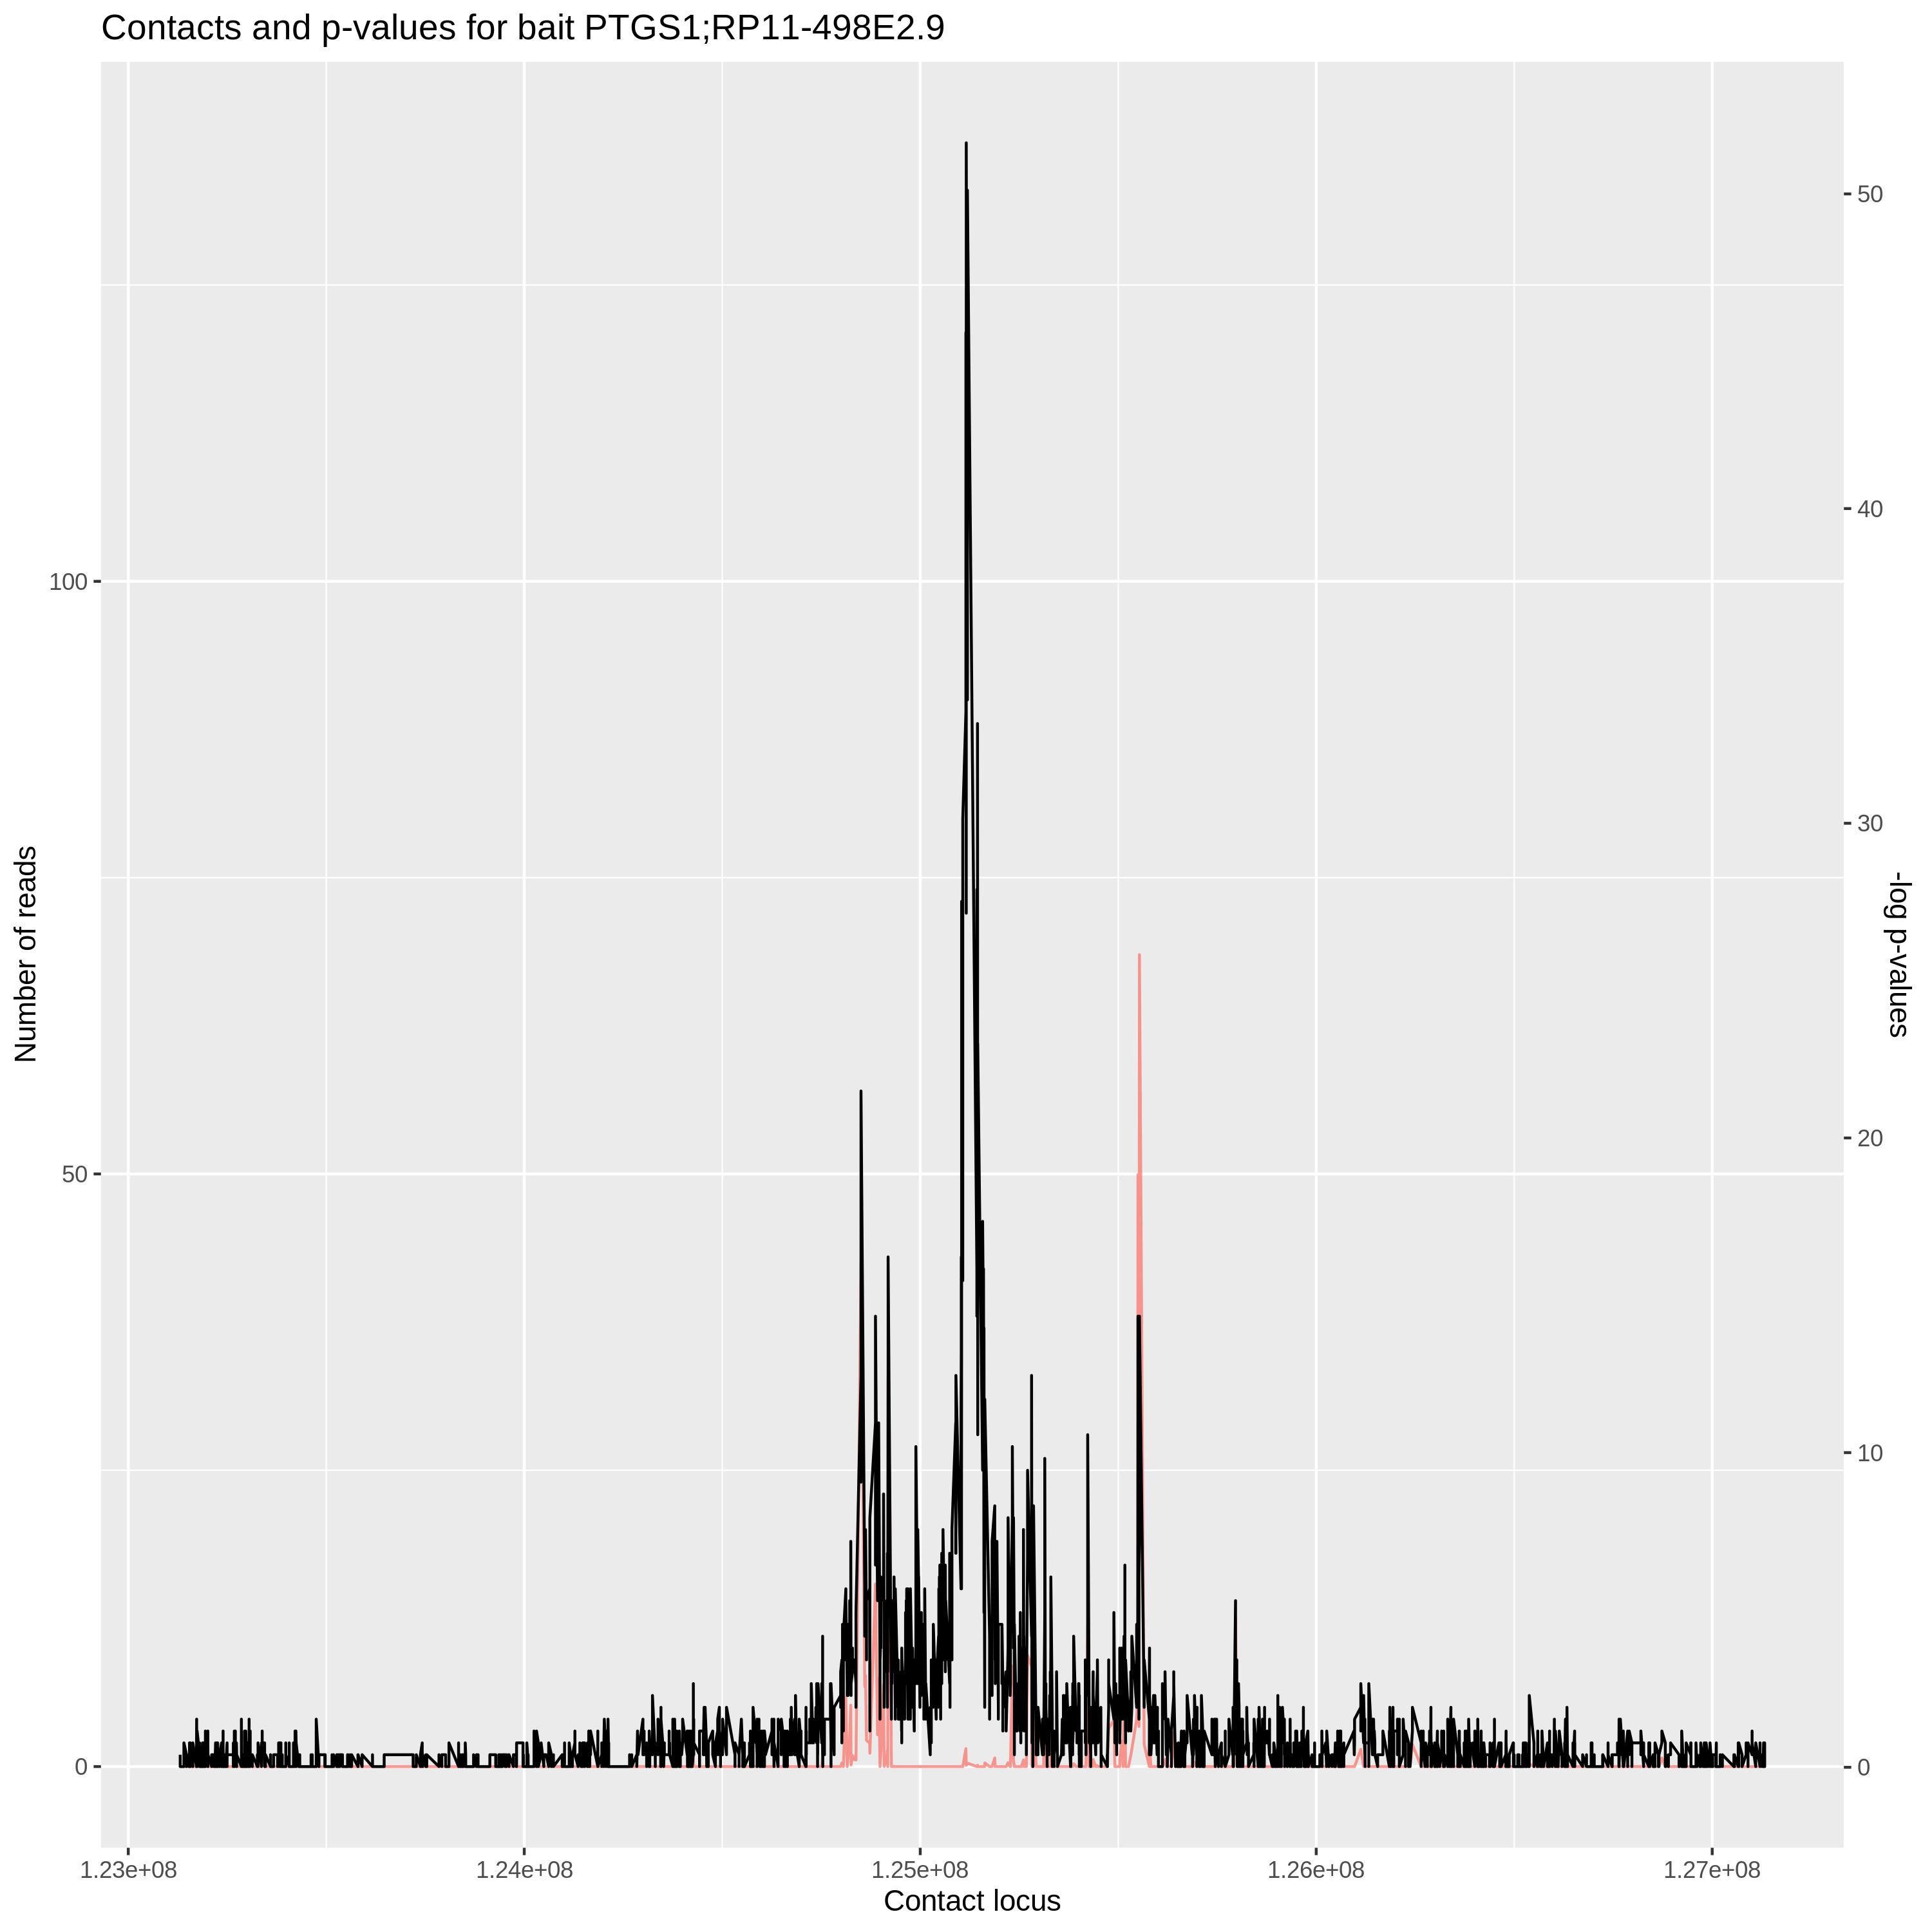 Contacts and p-values for bait PTGS1;RP11-498E2.9
Number of reads
100
50
0
50
40
30
20
10
0
-log p-values
1.23e+08 1.24e+08 1.25e+08 1.26e+08 1.27e+08
Contact locus